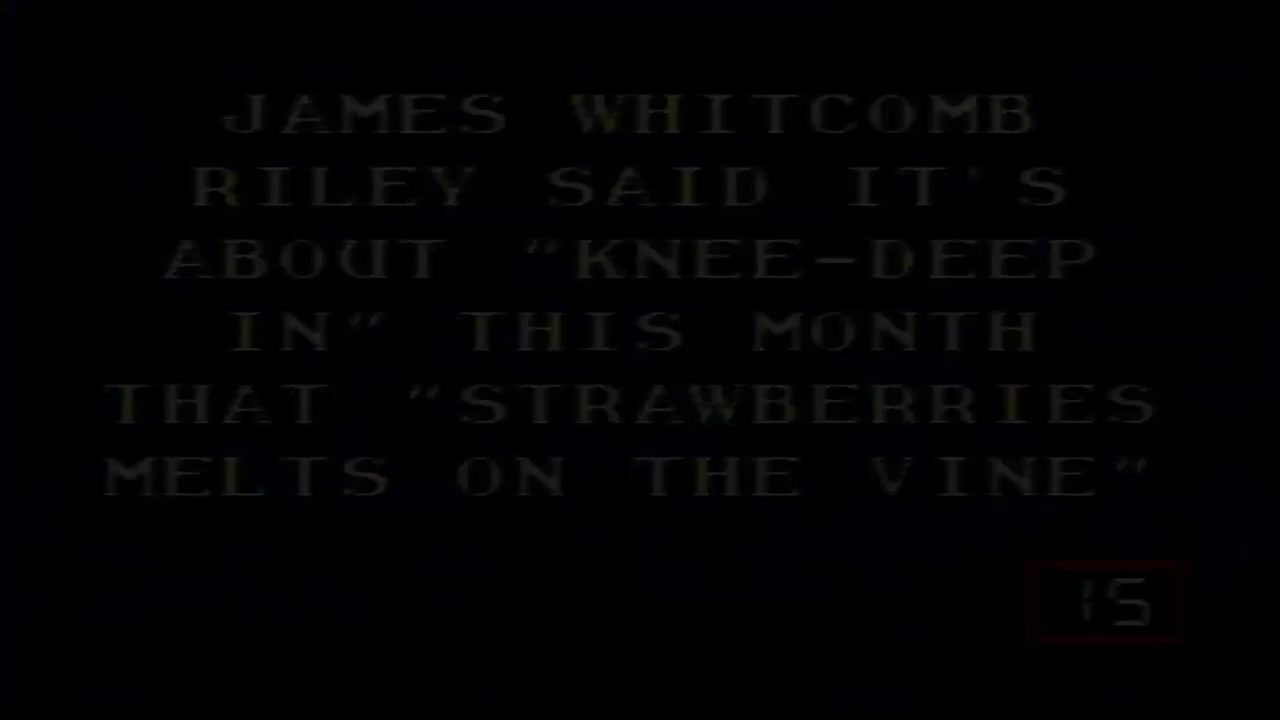 JAMES WHITCOMB
RILEY SAID IT'S
ABOUT "KNEE-DEEP
IN" THIS MONTH
THAT "STRAWBERRIES
MELTS ON THE VINE"
15